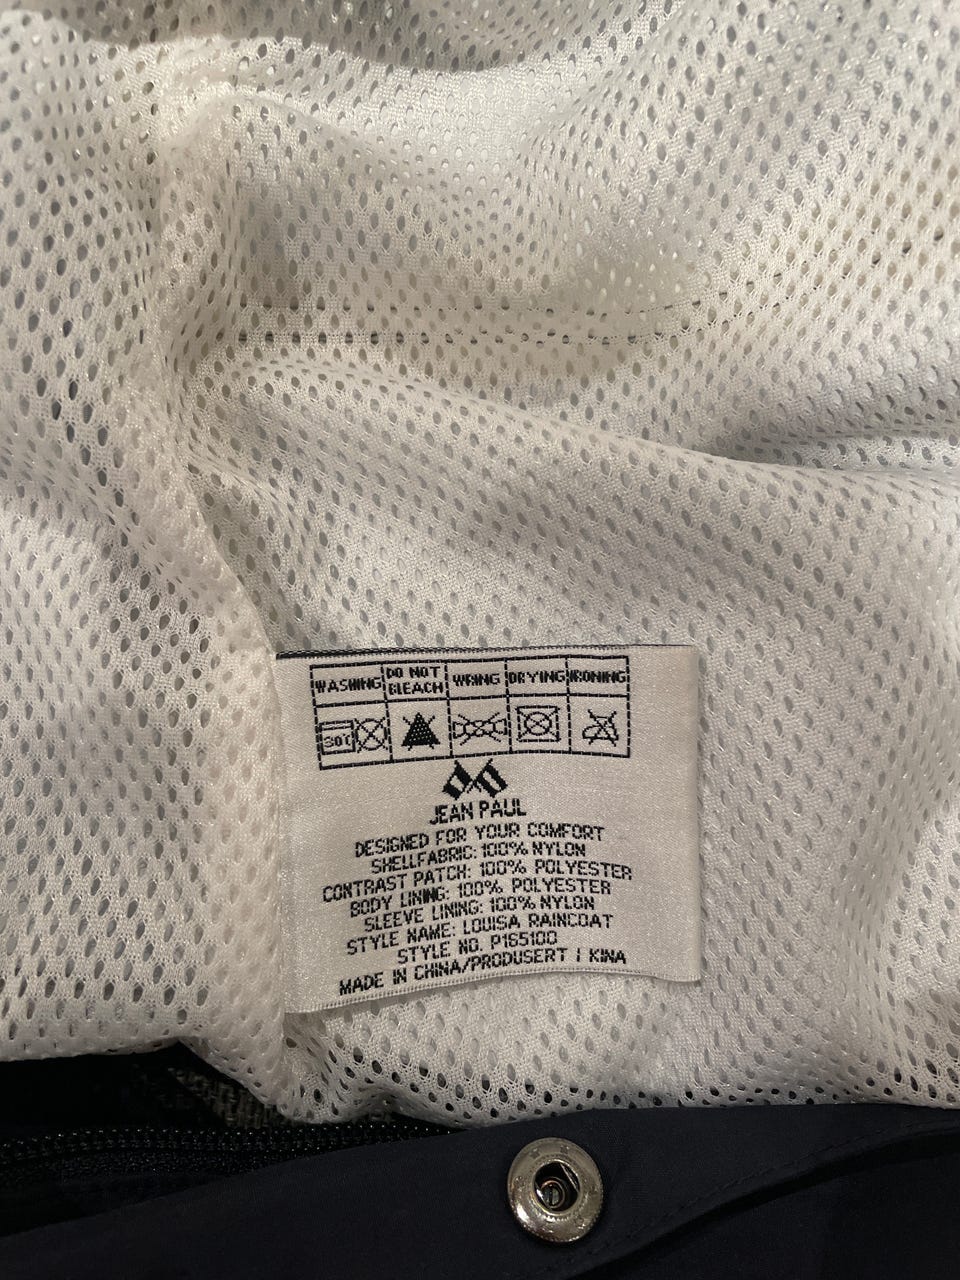 WASHING DO NOT BLEACH WRING DRYING IRONING
30°
JEAN PAUL
DESIGNED FOR YOUR COMFORT
SHELLFABRIC: 100% NYLON
CONTRAST PATCH: 100% POLYESTER
BODY LINING: 100% POLYESTER
SLEEVE LINING: 100% NYLON
STYLE NAME: LOUISA RAINCOAT
STYLE NO. P165100
MADE IN CHINA/PRODUSERT I KINA